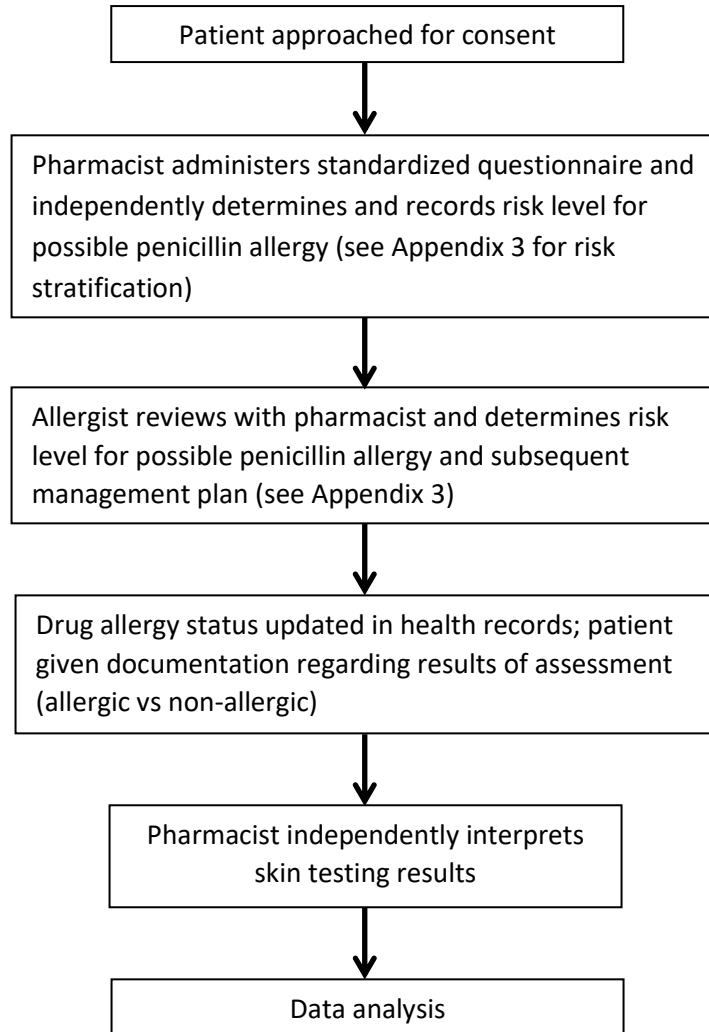 Patient approached for consent
Pharmacist administers standardized questionnaire and
independently determines and records risk level for
possible penicillin allergy (see Appendix 3 for risk
stratification)
Allergist reviews with pharmacist and determines risk
level for possible penicillin allergy and subsequent
management plan (see Appendix 3)
Drug allergy status updated in health records; patient
given documentation regarding results of assessment
(allergic vs non-allergic)
Pharmacist independently interprets
skin testing results
Data analysis